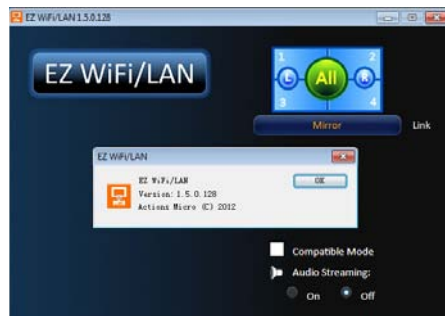 EZ WiFi/LAN 1.5.0.128
EZ WiFi/LAN
1 2
L All R
3 4
Mirror
Link
EZ WiFi/LAN
EZ WiFi/LAN
Version: 1.5.0.128
Actions Micro (C) 2012
OK
Compatible Mode
Audio Streaming:
On Off